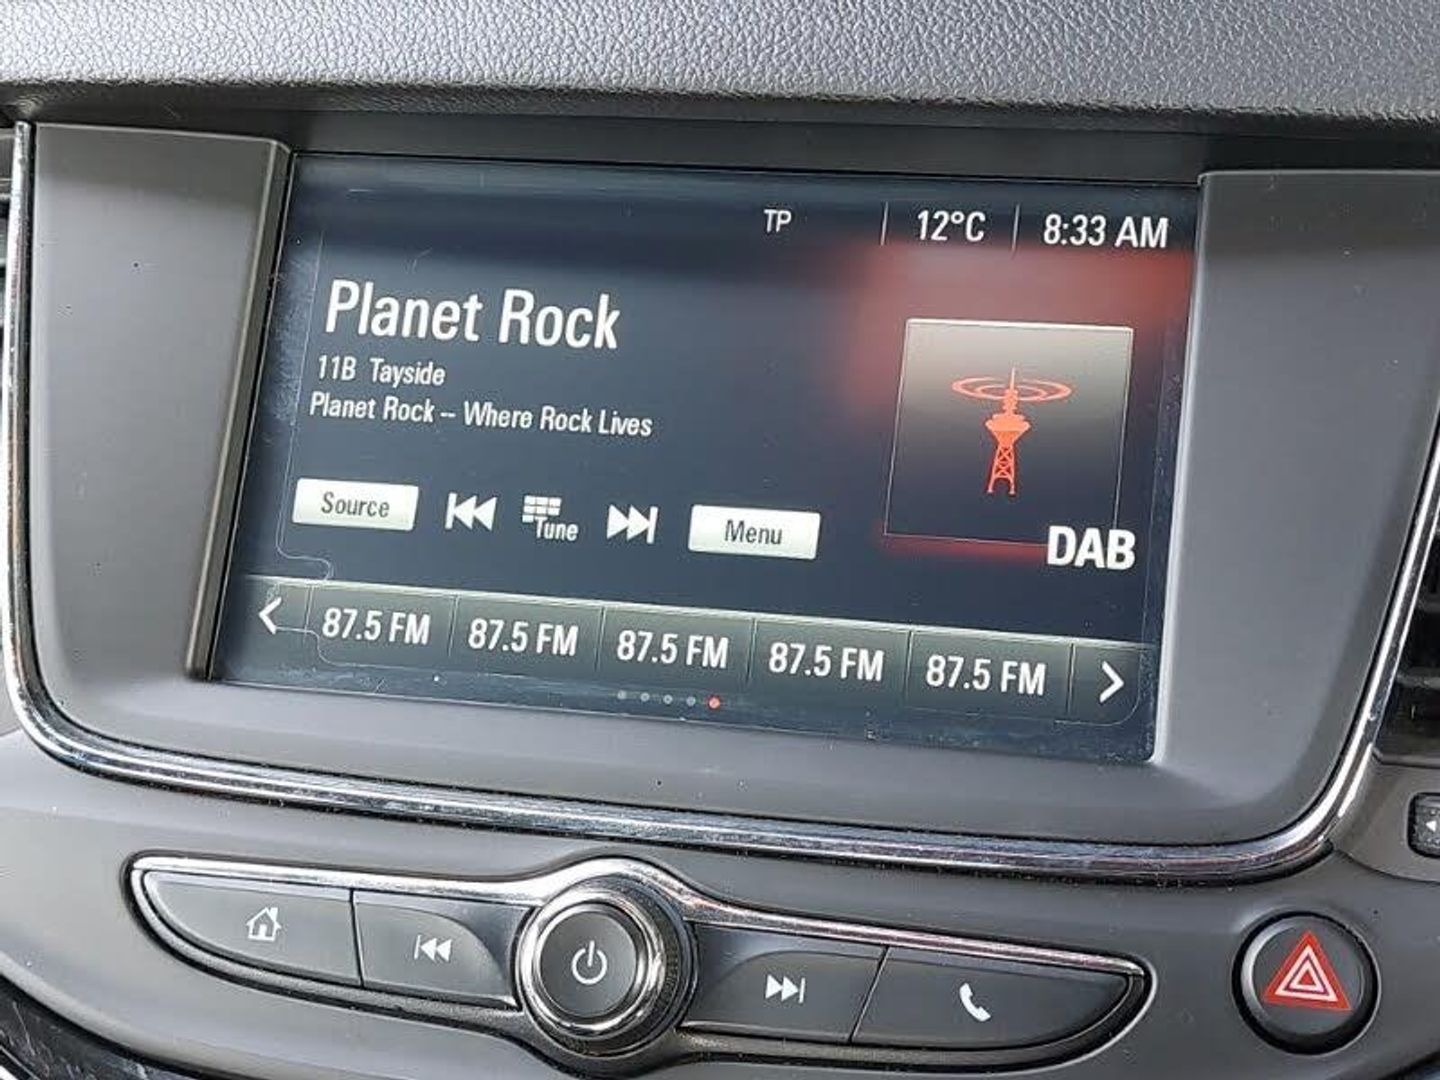 TP 12°C 8:33 AM
Planet Rock
11B Tayside
Planet Rock -- Where Rock Lives
Source Tune Menu
DAB
87.5 FM 87.5 FM 87.5 FM 87.5 FM 87.5 FM